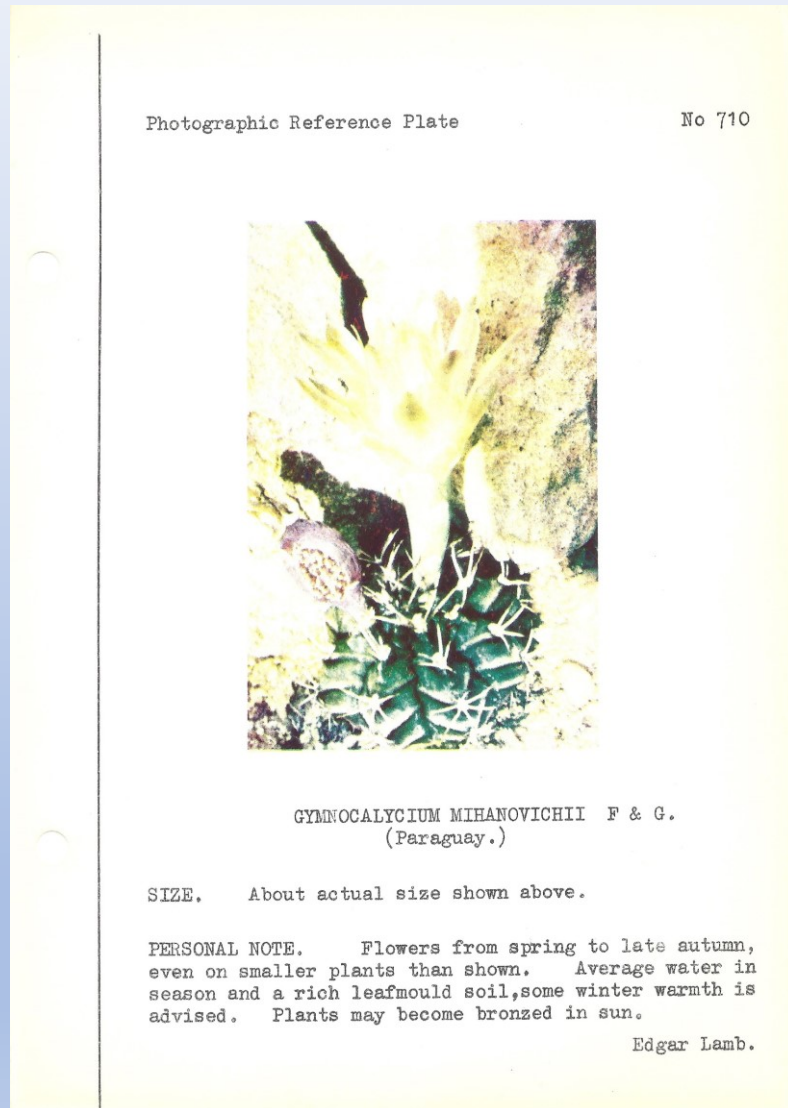 Photographic Reference Plate No 710
GYMNOCALYCIUM MIHANOVICHII F & G.
(Paraguay.)
SIZE. About actual size shown above.
PERSONAL NOTE. Flowers from spring to late autumn,
even on smaller plants than shown. Average water in
season and a rich leafmould soil,some winter warmth is
advised. Plants may become bronzed in sun.
Edgar Lamb.